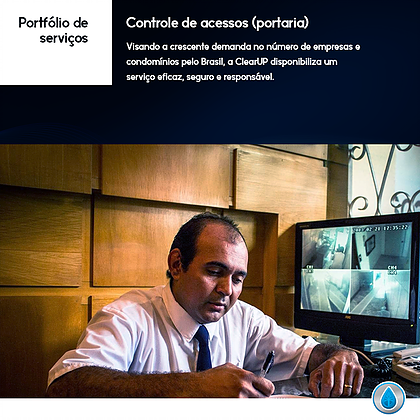 Portfólio de
serviços
Controle de acessos (portaria)
Visando a crescente demanda no número de empresas e
condomínios pelo Brasil, a ClearUP disponibiliza um
serviço eficaz, seguro e responsável.
CH4